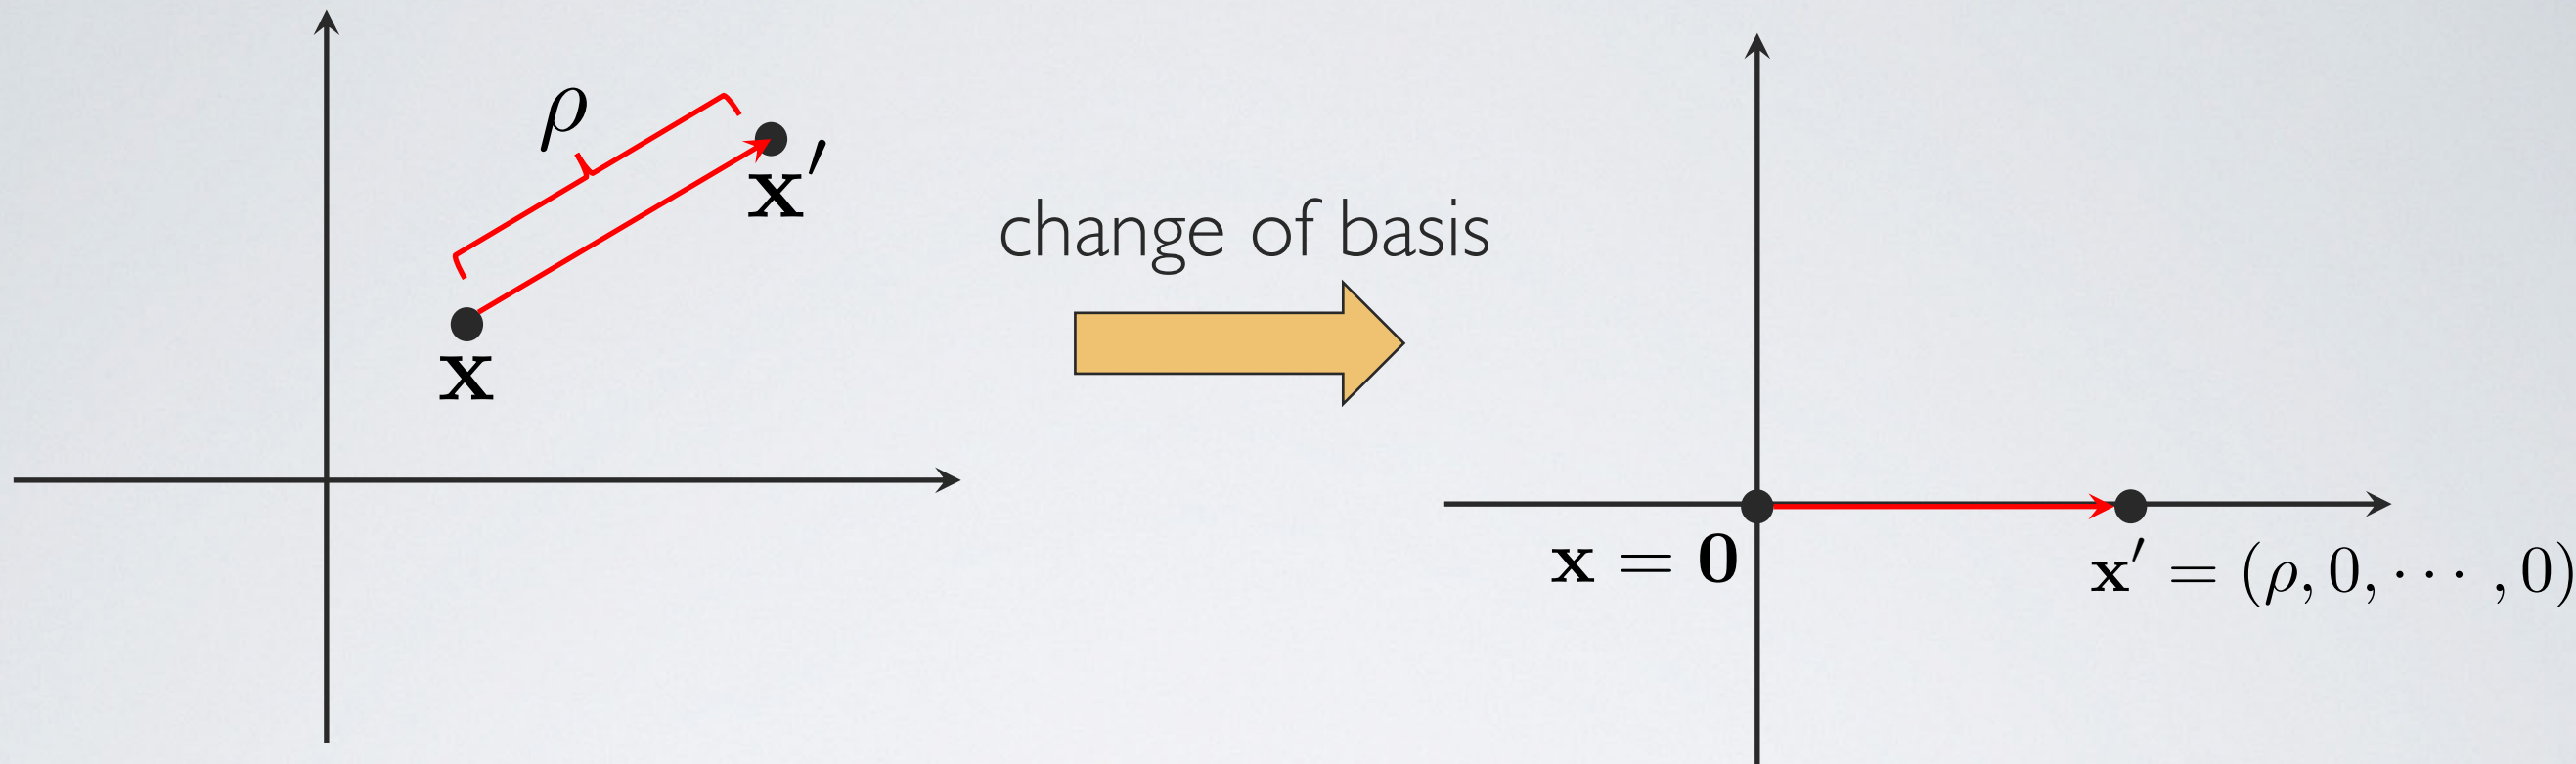 ρ
x′
x
change of basis
x = 0
x′ = (ρ, 0, ⋯ , 0)